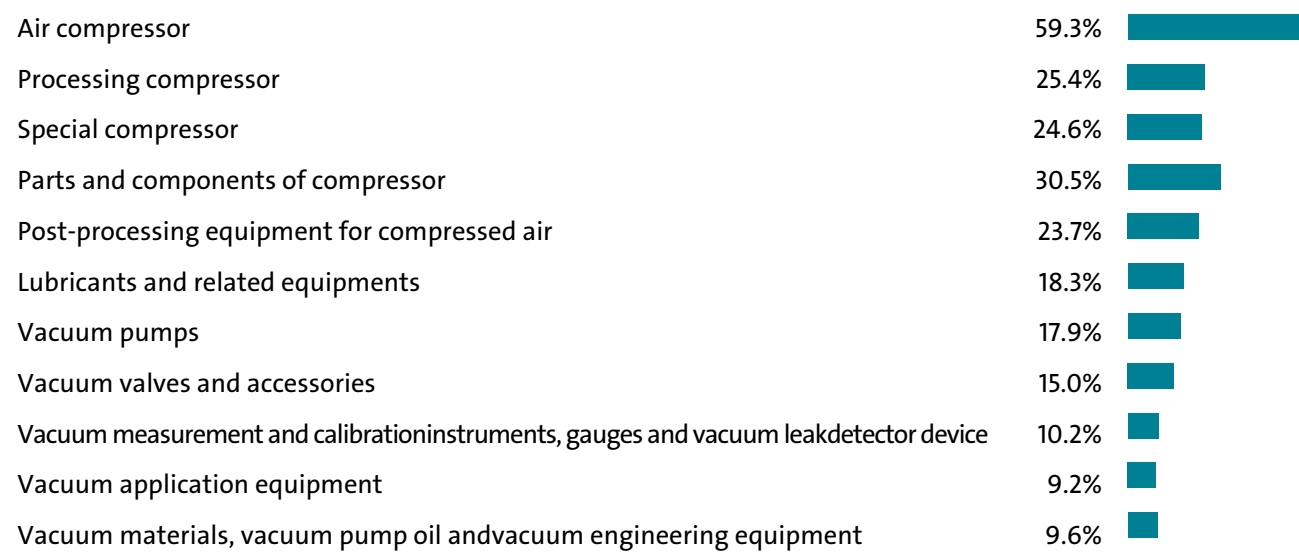 Air compressor 59.3%
Processing compressor 25.4%
Special compressor 24.6%
Parts and components of compressor 30.5%
Post-processing equipment for compressed air 23.7%
Lubricants and related equipments 18.3%
Vacuum pumps 17.9%
Vacuum valves and accessories 15.0%
Vacuum measurement and calibrationinstruments, gauges and vacuum leakdetector device 10.2%
Vacuum application equipment 9.2%
Vacuum materials, vacuum pump oil andvacuum engineering equipment 9.6%